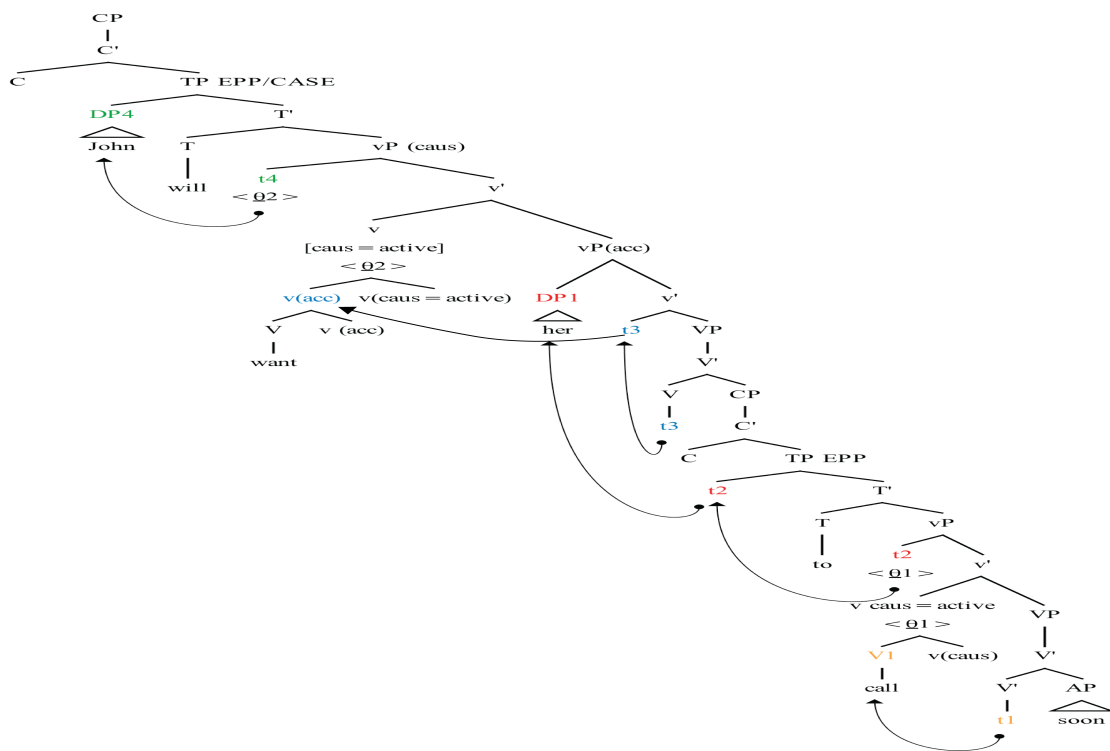 CP
C'
C TP EPP/CASE
DP4 T'
John T vP (caus)
will t4 v'
< θ2 >
v
[caus = active] vP(acc)
< θ2 >
v(acc) v(caus = active) DP1 v'
V v (acc) her t3 VP
want V'
V CP
t3 C'
C TP EPP
t2 T'
T vP
to t2 v'
< θ1 >
v caus = active VP
< θ1 >
V1 v(caus) V'
call V' AP
t1 soon